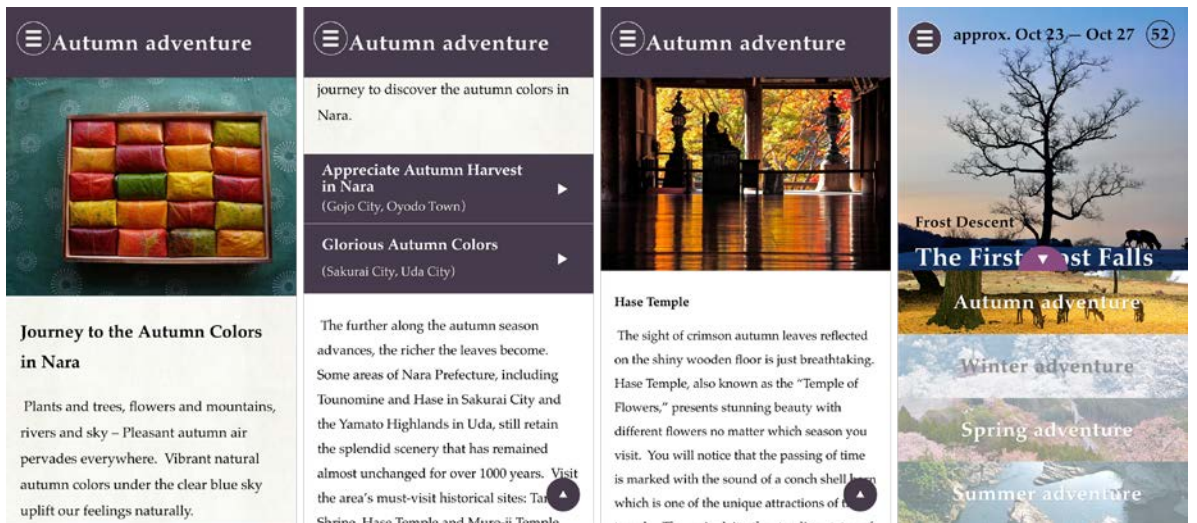 Autumn adventure
Journey to the Autumn Colors
in Nara
Plants and trees, flowers and mountains,
rivers and sky – Pleasant autumn air
pervades everywhere. Vibrant natural
autumn colors under the clear blue sky
uplift our feelings naturally.
Autumn adventure
journey to discover the autumn colors in
Nara.
Appreciate Autumn Harvest
in Nara
(Gojo City, Oyodo Town)
Glorious Autumn Colors
(Sakurai City, Uda City)
The further along the autumn season
advances, the richer the leaves become.
Some areas of Nara Prefecture, including
Tounomine and Hase in Sakurai City and
the Yamato Highlands in Uda, still retain
the splendid scenery that has remained
almost unchanged for over 1000 years. Visit
the area's must-visit historical sites:
Shrine, Hase Temple and Muro-ji Temple
Autumn adventure
Hase Temple
The sight of crimson autumn leaves reflected
on the shiny wooden floor is just breathtaking.
Hase Temple, also known as the “Temple of
Flowers,” presents stunning beauty with
different flowers no matter which season you
visit. You will notice that the passing of time
is marked with the sound of a conch shell
which is one of the unique attractions of
approx. Oct 23 — Oct 27 52
Frost Descent
The First Falls
Autumn adventure
Winter adventure
Spring adventure
Summer adventure